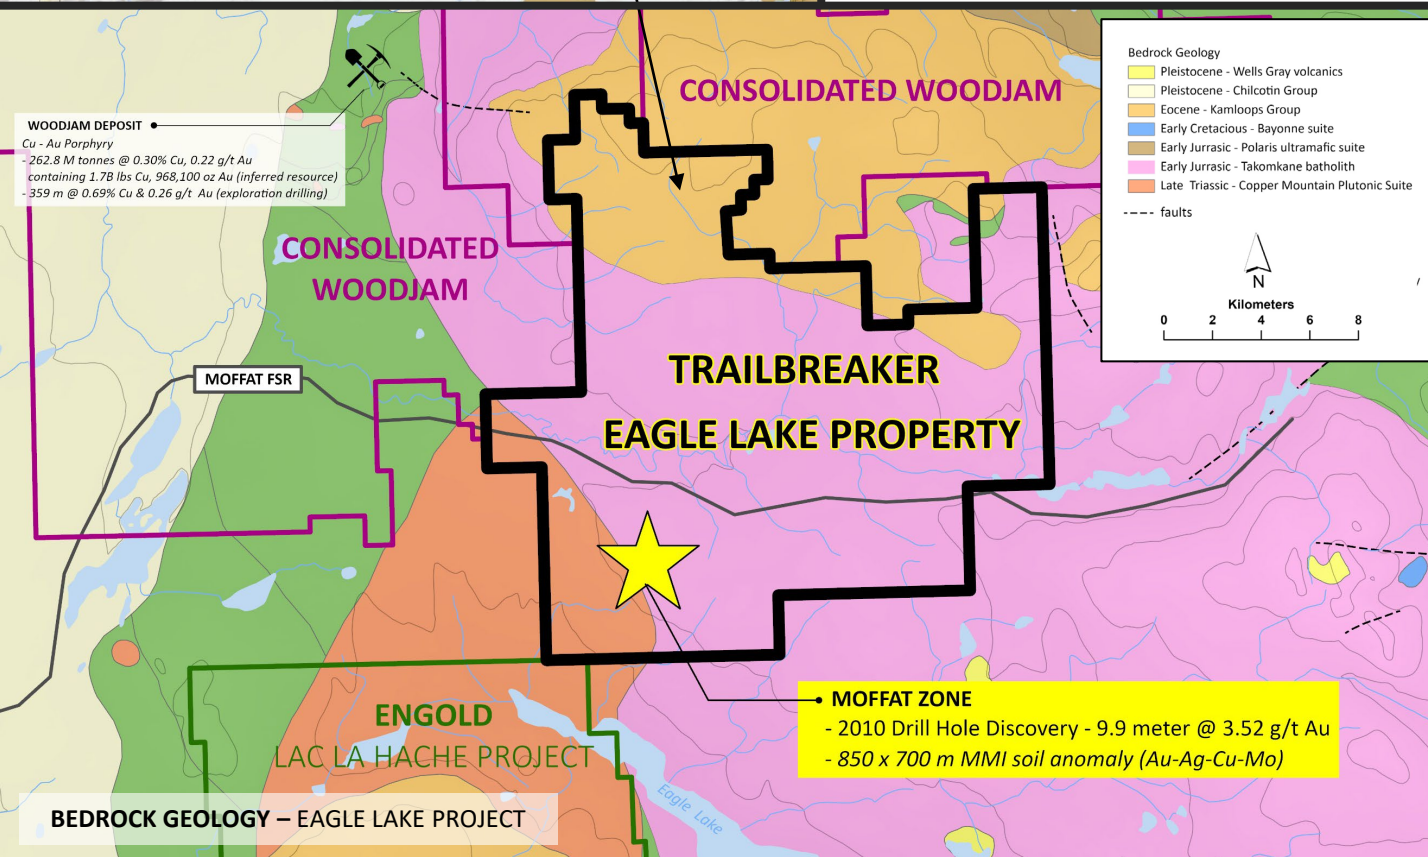 CONSOLIDATED WOODJAM
WOODJAM DEPOSIT
Cu - Au Porphyry
- 262.8 M tonnes @ 0.30% Cu, 0.22 g/t Au
containing 1.7B lbs Cu, 968,100 oz Au (inferred resource)
- 359 m @ 0.69% Cu & 0.26 g/t Au (exploration drilling)
CONSOLIDATED
WOODJAM
MOFFAT FSR
TRAILBREAKER
EAGLE LAKE PROPERTY
Bedrock Geology
Pleistocene - Wells Gray volcanics
Pleistocene - Chilcotin Group
Eocene - Kamloops Group
Early Cretacious - Bayonne suite
Early Jurrasic - Polaris ultramafic suite
Early Jurrasic - Takomkane batholith
Late Triassic - Copper Mountain Plutonic Suite
faults
N
Kilometers
0 2 4 6 8
MOFFAT ZONE
- 2010 Drill Hole Discovery - 9.9 meter @ 3.52 g/t Au
- 850 x 700 m MMI soil anomaly (Au-Ag-Cu-Mo)
ENGOLD
LAC LA HACHE PROJECT
Eagle Lake
BEDROCK GEOLOGY – EAGLE LAKE PROJECT